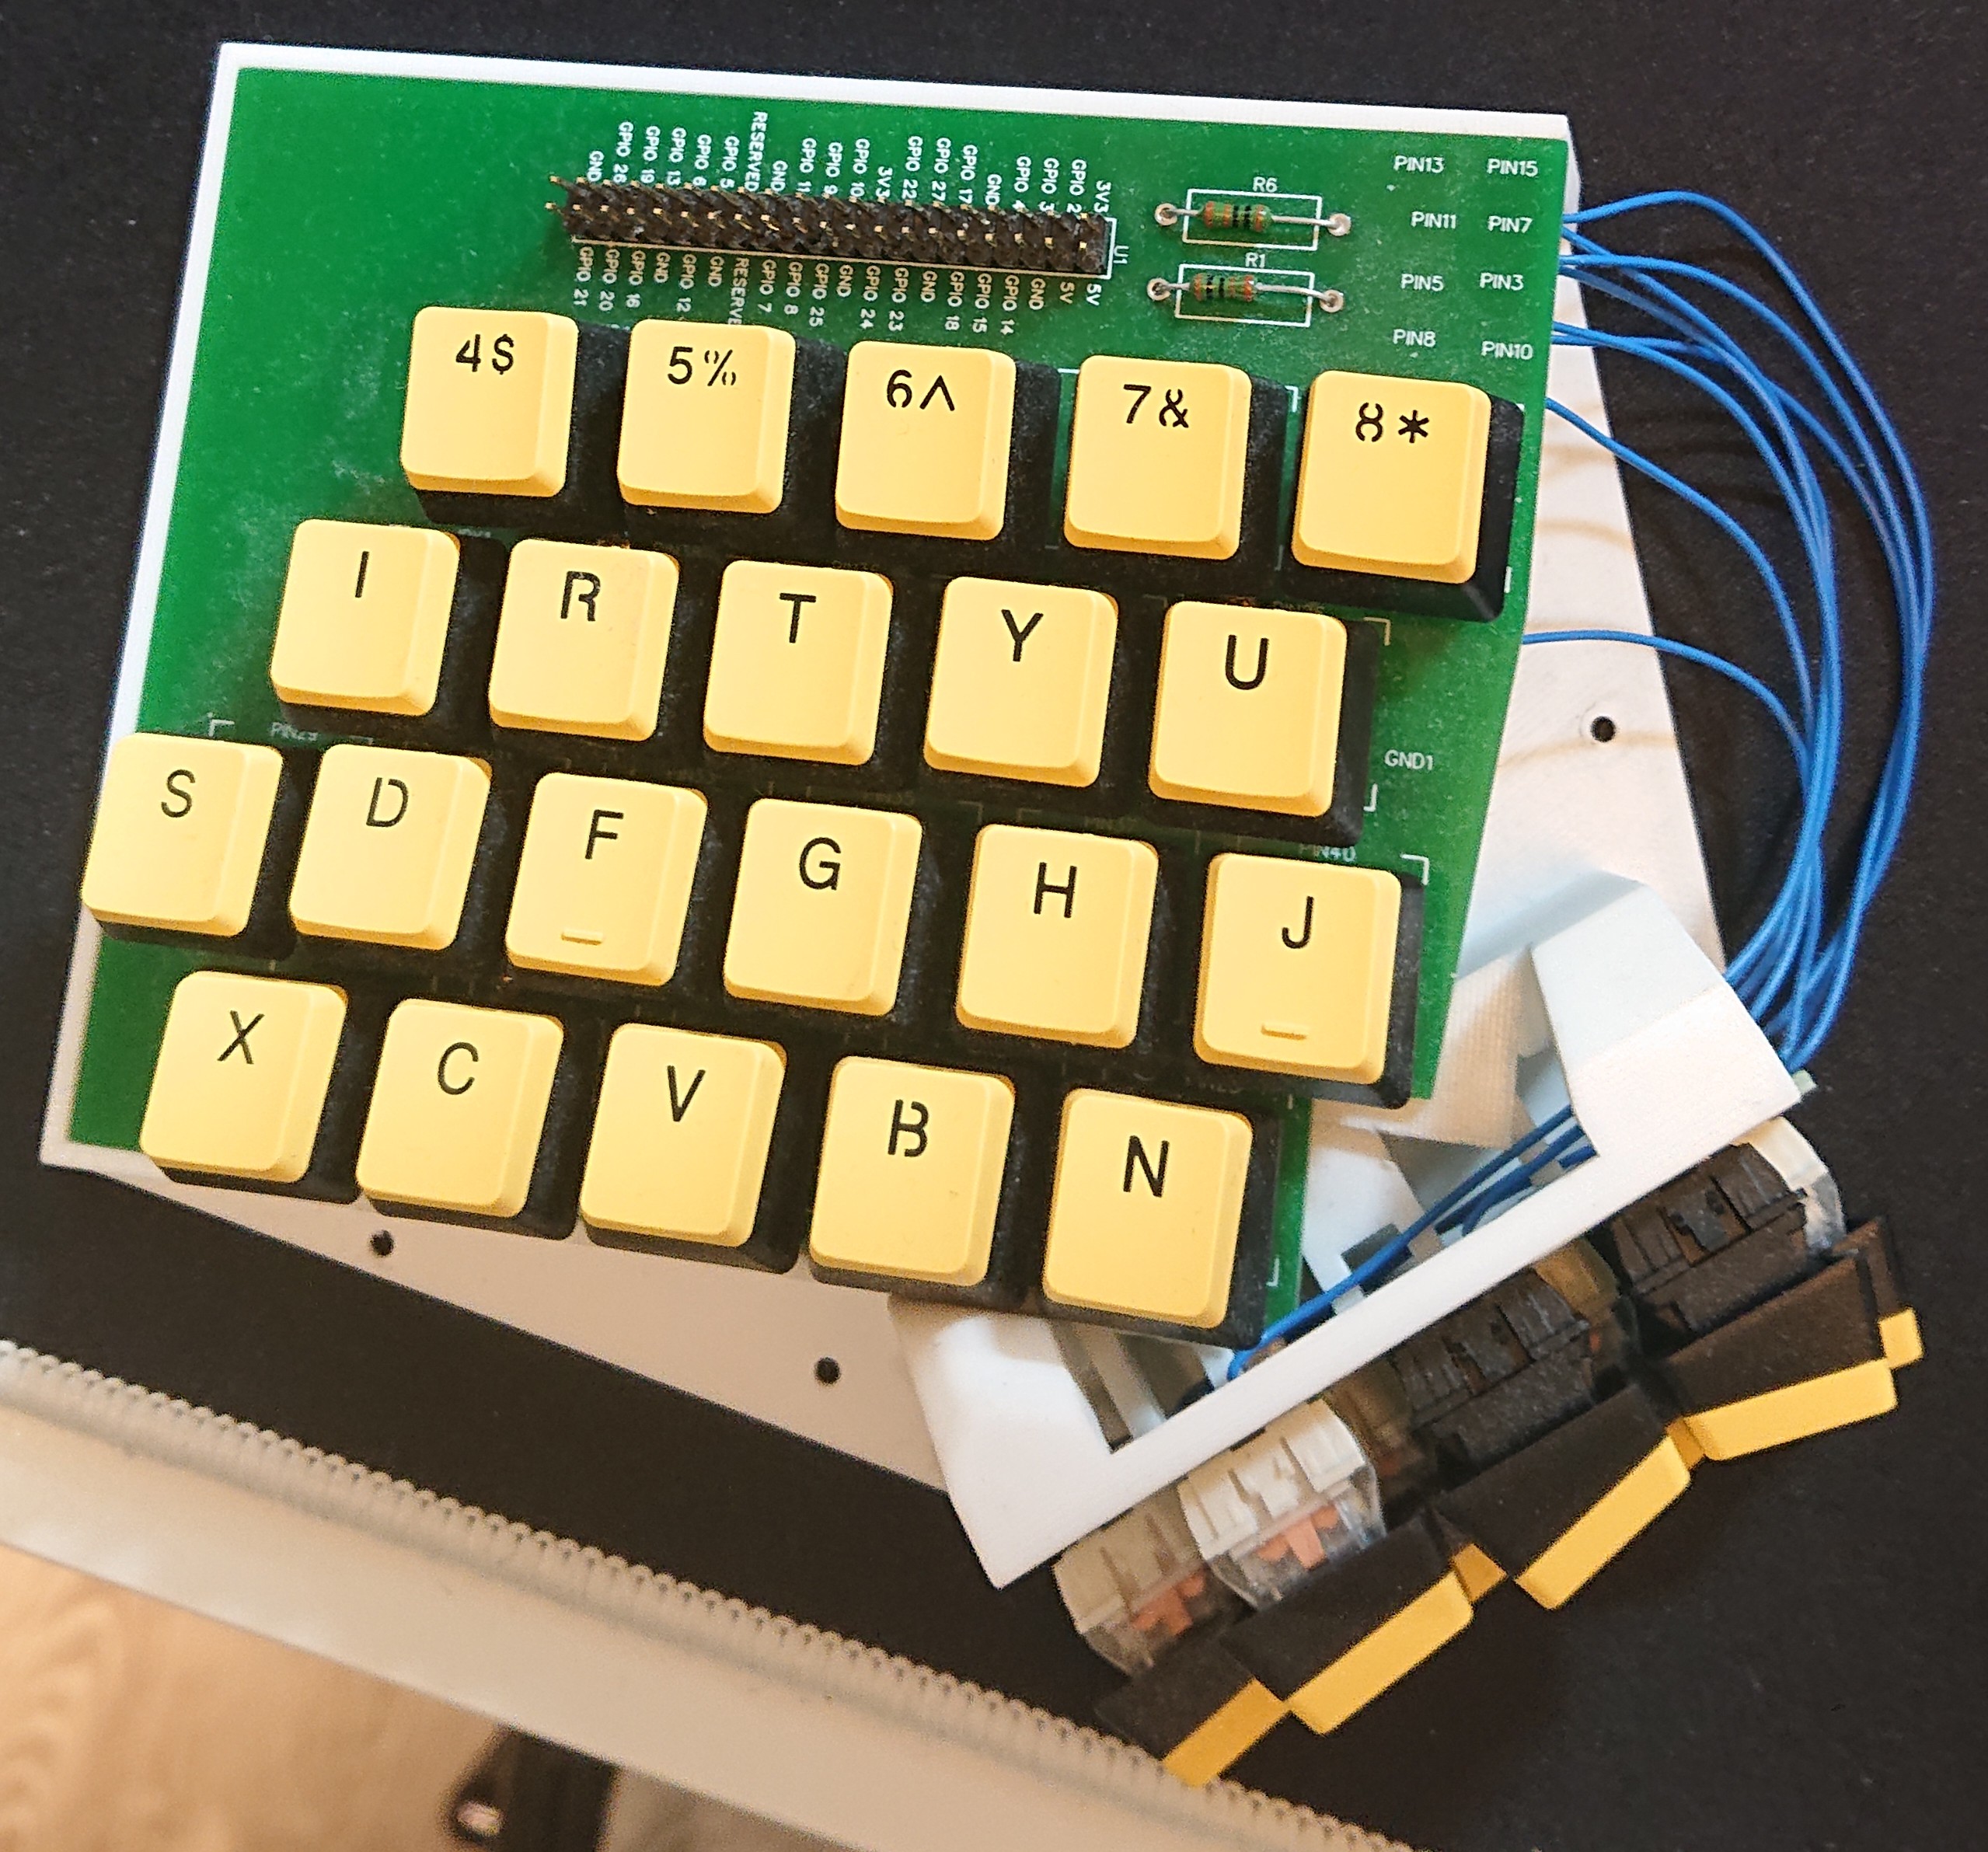 GND GPIO 26 GPIO 19 GPIO 13 GPIO 6 GPIO 5 RESERVED GND GPIO 11 GPIO 9 GPIO 10 3V3 GPIO 22 GPIO 27 GPIO 17 GND GPIO 4 GPIO 3 GPIO 2 3V3
GPIO 21 GPIO 20 GPIO 16 GND GPIO 12 GND RESERVE GPIO 7 GPIO 8 GPIO 25 GND GPIO 24 GPIO 23 GND GPIO 18 GPIO 15 GPIO 14 GND 5V 5V
U1
R6
R1
PIN13 PIN15
PIN11 PIN7
PIN5 PIN3
PIN8 PIN10
4$ 5% 6^ 7& 8*
I R T Y U
GND1
PIN29
PIN40
S D F G H J
X C V B N